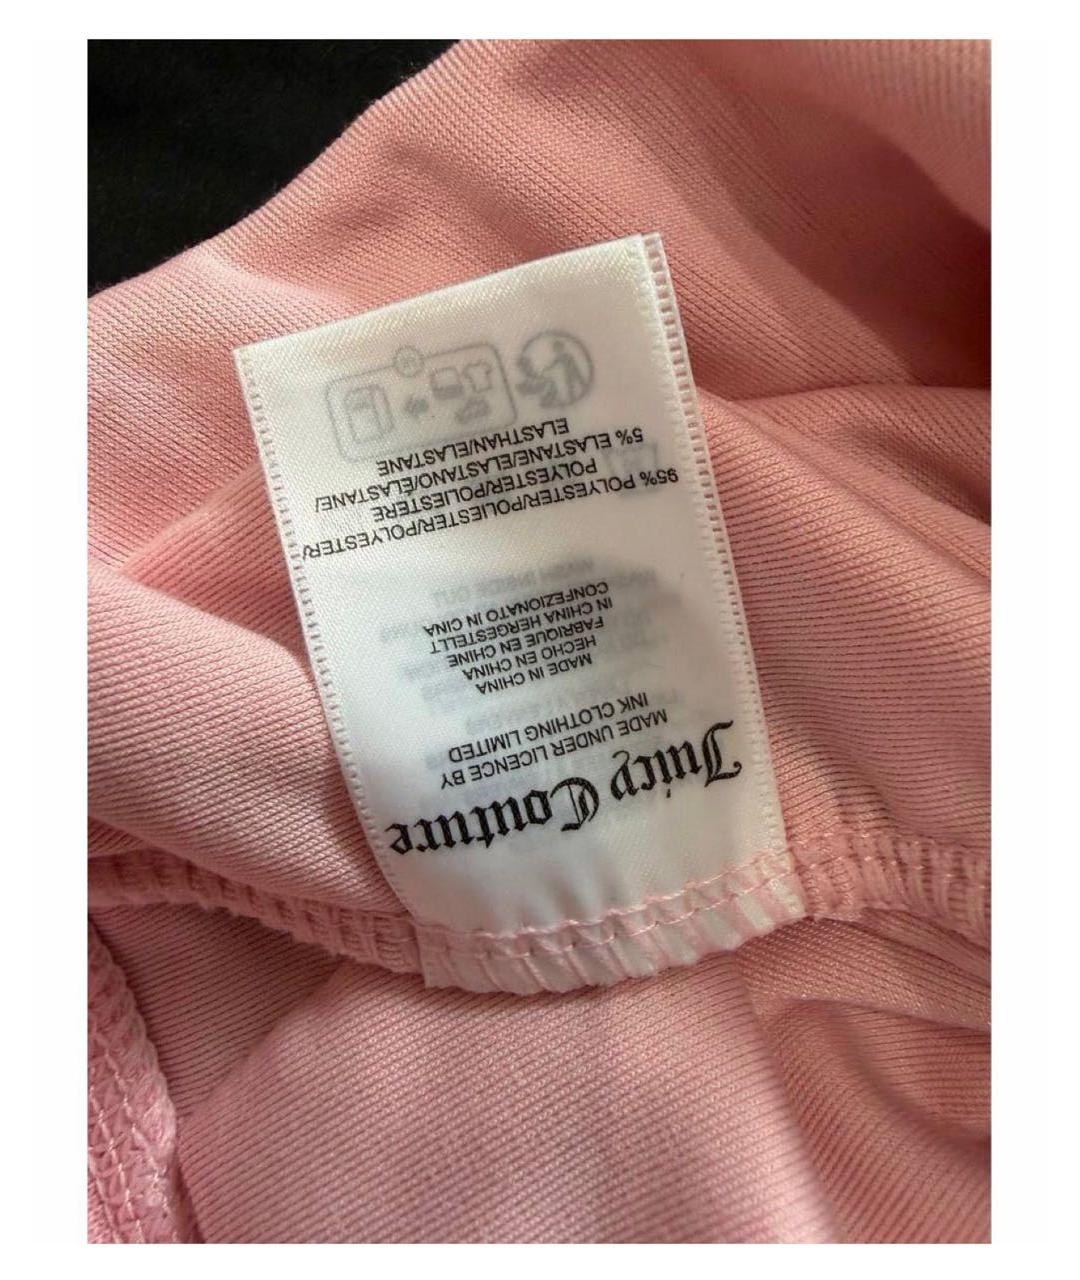 Juicy Couture
MADE UNDER LICENCE BY
INK CLOTHING LIMITED
MADE IN CHINA
HECHO EN CHINA
FABRIQUE EN CHINE
IN CHINA HERGESTELLT
CONFEZIONATO IN CINA
95% POLYESTER/POLIESTER/POLYESTER/
POLYESTER/POLIESTERE
5% ELASTANE/ELASTANO/ELASTANE/
ELASTHAN/ELASTANE